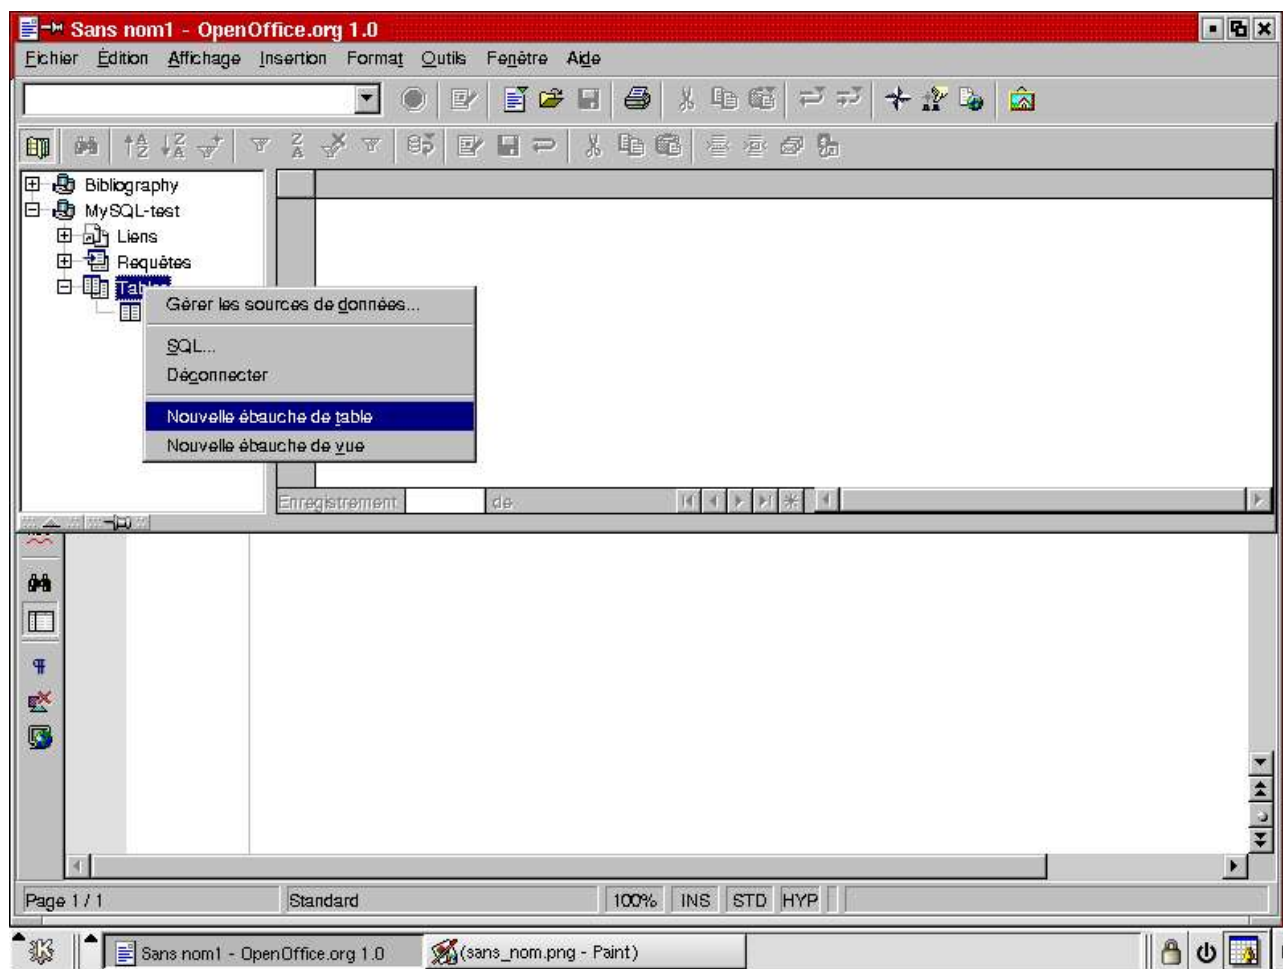 Sans nom1 - OpenOffice.org 1.0
Fichier Édition Affichage Insertion Format Outils Fenêtre Aide
Bibliography
MySQL-test
Liens
Requêtes
Tables
Gérer les sources de données...
SQL...
Déconnecter
Nouvelle ébauche de table
Nouvelle ébauche de vue
Enregistrement de
Page 1 / 1 Standard 100% INS STD HYP
Sans nom1 - OpenOffice.org 1.0 (sans_nom.png - Paint)